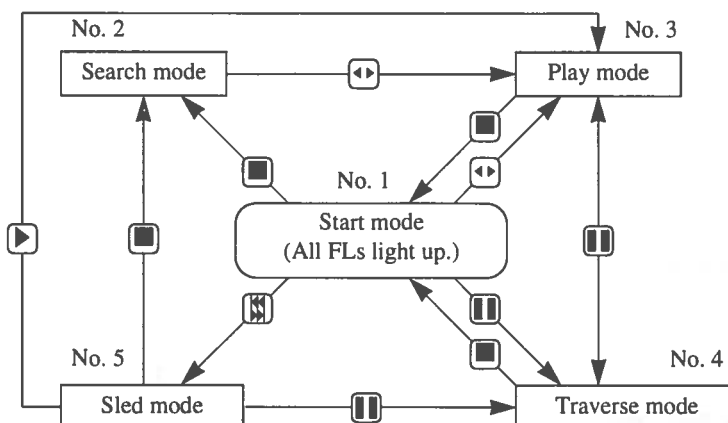 No. 2
No. 3
Search mode
Play mode
No. 1
Start mode
(All FLs light up.)
No. 5
No. 4
Sled mode
Traverse mode